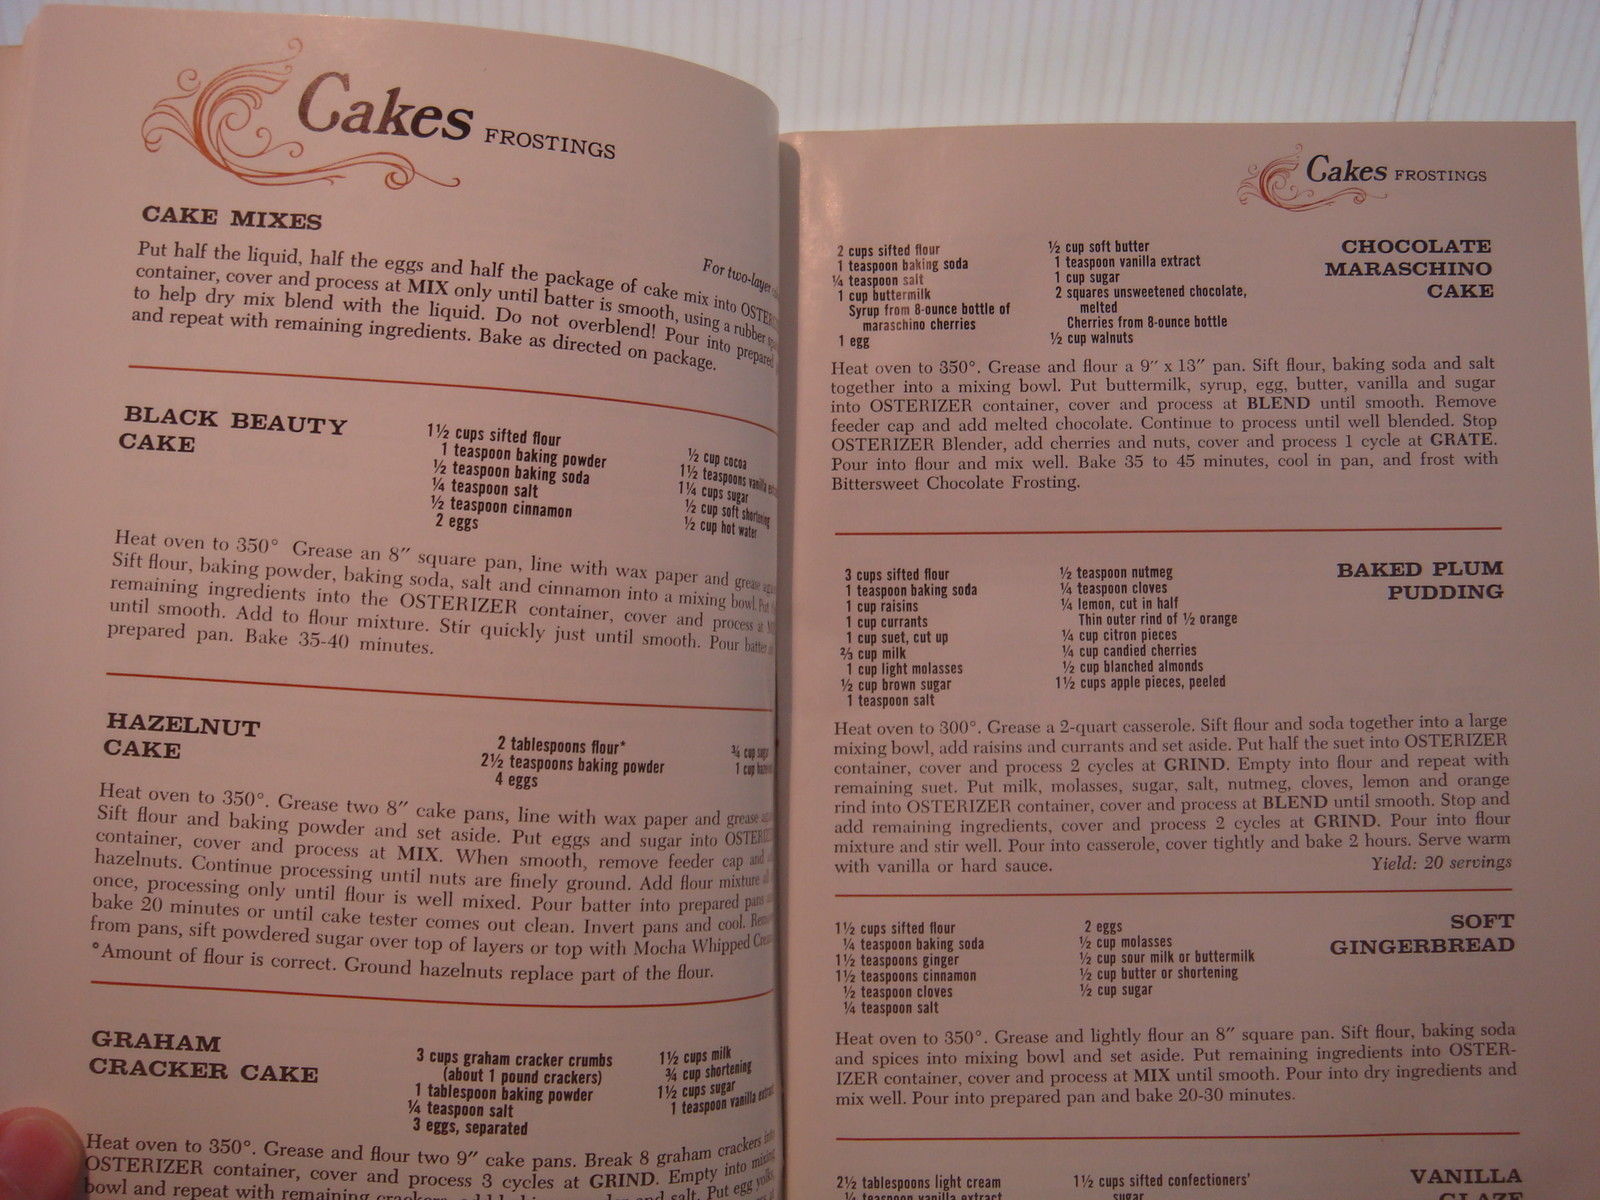 Cakes FROSTINGS
CAKE MIXES
For two-layer
Put half the liquid, half the eggs and half the package of cake mix into
container, cover and process at MIX only until batter is smooth, using a rubber
to help dry mix blend with the liquid. Do not overblend! Pour into prepared
and repeat with remaining ingredients. Bake as directed on package.
BLACK BEAUTY
CAKE
1½ cups sifted flour
1 teaspoon baking powder
½ teaspoon baking soda
¼ teaspoon salt
½ teaspoon cinnamon
2 eggs
½ cup cocoa
1½ teaspoons vanilla
1¼ cups sugar
½ cup soft shortening
½ cup hot water
Heat oven to 350° Grease an 8″ square pan, line with wax paper and grease
Sift flour, baking powder, baking soda, salt and cinnamon into a mixing bowl. Put
remaining ingredients into the OSTERIZER container, cover and process at
until smooth. Add to flour mixture. Stir quickly just until smooth. Pour batter
prepared pan. Bake 35-40 minutes.
HAZELNUT
CAKE
2 tablespoons flour*
2½ teaspoons baking powder
4 eggs
¾ cup sugar
1 cup
Heat oven to 350°. Grease two 8″ cake pans, line with wax paper and grease
Sift flour and baking powder and set aside. Put eggs and sugar into
container, cover and process at MIX. When smooth, remove feeder cap and
hazelnuts. Continue processing until nuts are finely ground. Add flour mixture
once, processing only until flour is well mixed. Pour batter into prepared pans
bake 20 minutes or until cake tester comes out clean. Invert pans and cool.
from pans, sift powdered sugar over top of layers or top with Mocha Whipped
*Amount of flour is correct. Ground hazelnuts replace part of the flour.
GRAHAM
CRACKER CAKE
3 cups graham cracker crumbs
(about 1 pound crackers)
1 tablespoon baking powder
¼ teaspoon salt
3 eggs, separated
1½ cups milk
¾ cup shortening
1½ cups sugar
1 teaspoon vanilla
Heat oven to 350°. Grease and flour two 9″ cake pans. Break 8 graham crackers into
OSTERIZER container, cover and process 3 cycles at GRIND. Empty into mixing
bowl and repeat with remaining and salt. Put egg yolks,
Cakes FROSTINGS
CHOCOLATE
MARASCHINO
CAKE
2 cups sifted flour
1 teaspoon baking soda
¼ teaspoon salt
1 cup buttermilk
Syrup from 8-ounce bottle of
maraschino cherries
1 egg
½ cup soft butter
1 teaspoon vanilla extract
1 cup sugar
2 squares unsweetened chocolate,
melted
Cherries from 8-ounce bottle
½ cup walnuts
Heat oven to 350°. Grease and flour a 9″ x 13″ pan. Sift flour, baking soda and salt
together into a mixing bowl. Put buttermilk, syrup, egg, butter, vanilla and sugar
into OSTERIZER container, cover and process at BLEND until smooth. Remove
feeder cap and add melted chocolate. Continue to process until well blended. Stop
OSTERIZER Blender, add cherries and nuts, cover and process 1 cycle at GRATE.
Pour into flour and mix well. Bake 35 to 45 minutes, cool in pan, and frost with
Bittersweet Chocolate Frosting.
BAKED PLUM
PUDDING
3 cups sifted flour
1 teaspoon baking soda
1 cup raisins
1 cup currants
1 cup suet, cut up
⅔ cup milk
1 cup light molasses
½ cup brown sugar
1 teaspoon salt
½ teaspoon nutmeg
¼ teaspoon cloves
¼ lemon, cut in half
Thin outer rind of ½ orange
¼ cup citron pieces
¼ cup candied cherries
½ cup blanched almonds
1½ cups apple pieces, peeled
Heat oven to 300°. Grease a 2-quart casserole. Sift flour and soda together into a large
mixing bowl, add raisins and currants and set aside. Put half the suet into OSTERIZER
container, cover and process 2 cycles at GRIND. Empty into flour and repeat with
remaining suet. Put milk, molasses, sugar, salt, nutmeg, cloves, lemon and orange
rind into OSTERIZER container, cover and process at BLEND until smooth. Stop and
add remaining ingredients, cover and process 2 cycles at GRIND. Pour into flour
mixture and stir well. Pour into casserole, cover tightly and bake 2 hours. Serve warm
with vanilla or hard sauce. Yield: 20 servings
SOFT
GINGERBREAD
1½ cups sifted flour
¼ teaspoon baking soda
1½ teaspoons ginger
1½ teaspoons cinnamon
½ teaspoon cloves
¼ teaspoon salt
2 eggs
½ cup molasses
½ cup sour milk or buttermilk
½ cup butter or shortening
½ cup sugar
Heat oven to 350°. Grease and lightly flour an 8″ square pan. Sift flour, baking soda
and spices into mixing bowl and set aside. Put remaining ingredients into OSTER-
IZER container, cover and process at MIX until smooth. Pour into dry ingredients and
mix well. Pour into prepared pan and bake 20-30 minutes.
VANILLA
GLAZE
2½ tablespoons light cream
¼ teaspoon vanilla extract
1½ cups sifted confectioners'
sugar